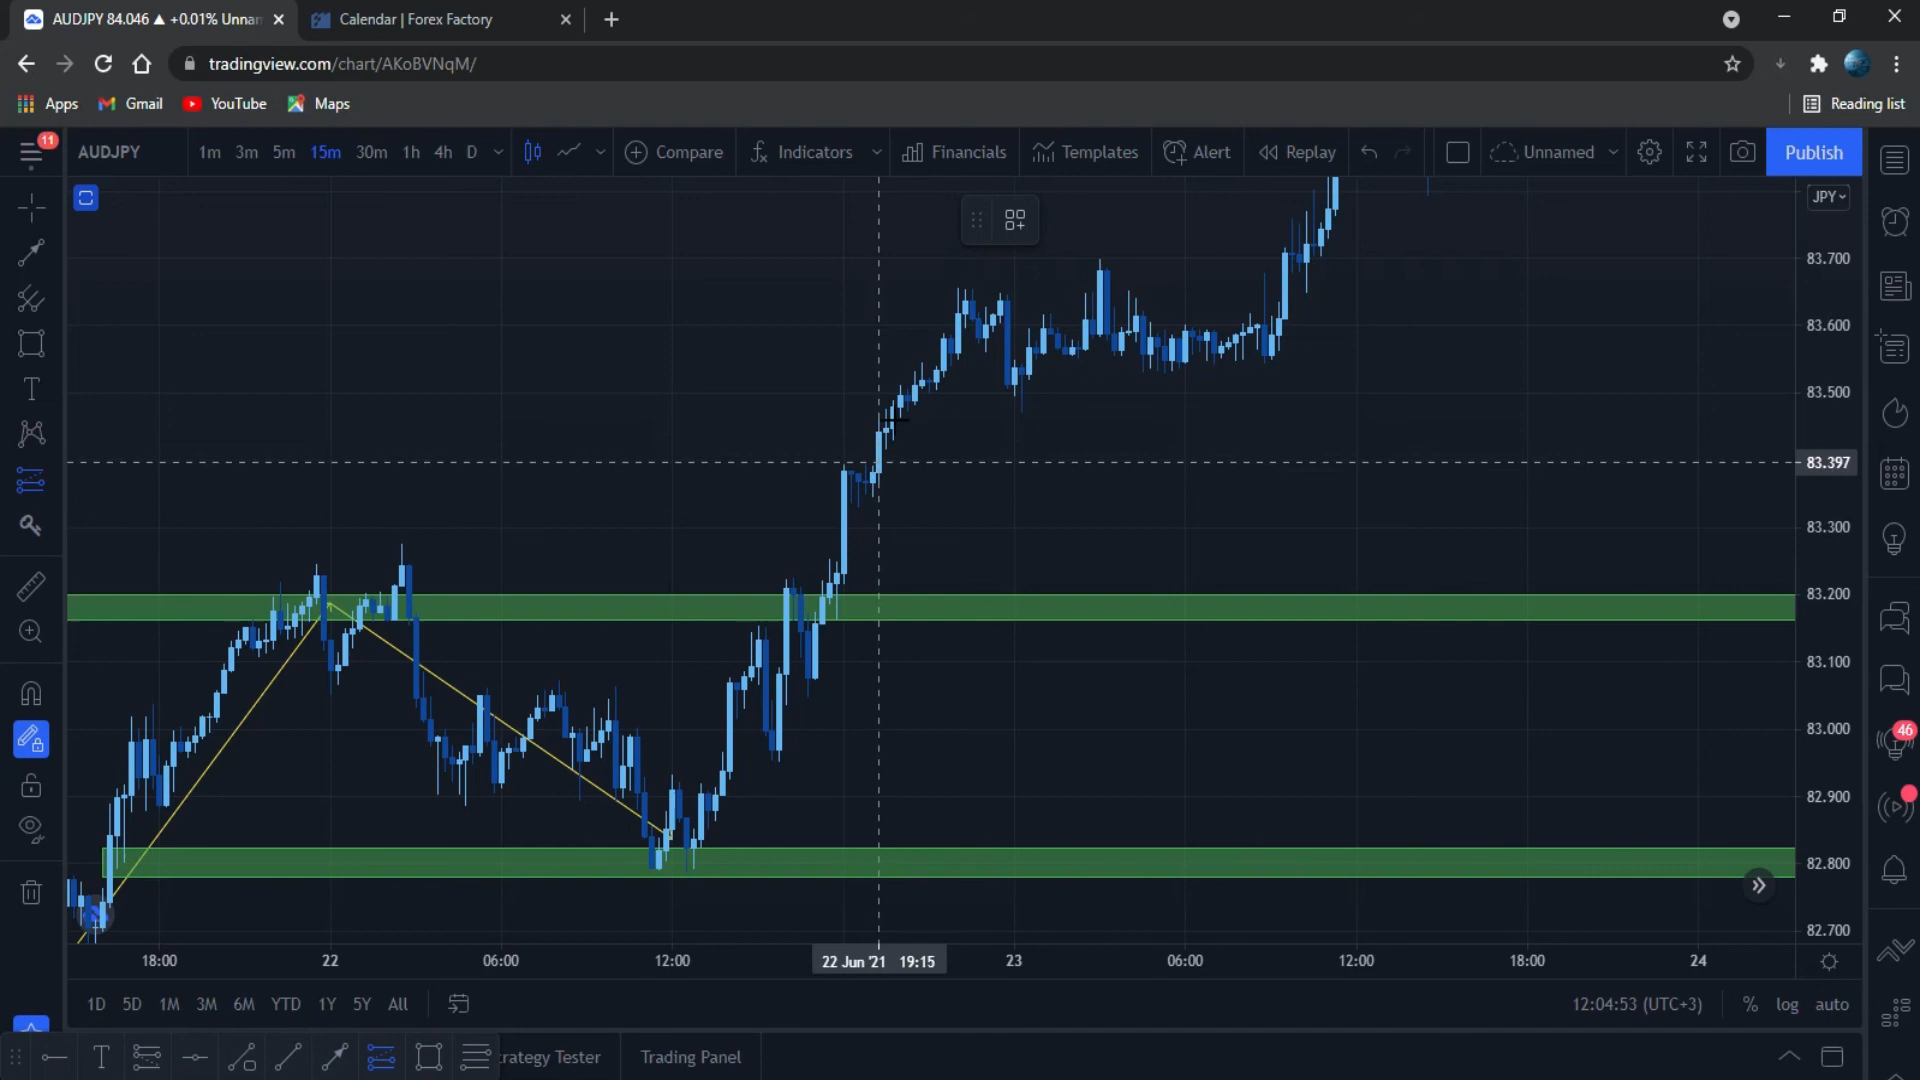 AUDJPY 84.046 ▲ +0.01% Unnan
Calendar | Forex Factory
tradingview.com/chart/AKoBVNqM/
Apps Gmail YouTube Maps Reading list
11
AUDJPY 1m 3m 5m 15m 30m 1h 4h D Compare Indicators Financials Templates Alert Replay Unnamed Publish
JPY
83.700
83.600
83.500
83.397
83.300
83.200
83.100
83.000
46
82.900
82.800
82.700
18:00 22 06:00 12:00 22 Jun '21 19:15 23 06:00 12:00 18:00 24
1D 5D 1M 3M 6M YTD 1Y 5Y All 12:04:53 (UTC+3) % log auto
T trategy Tester Trading Panel